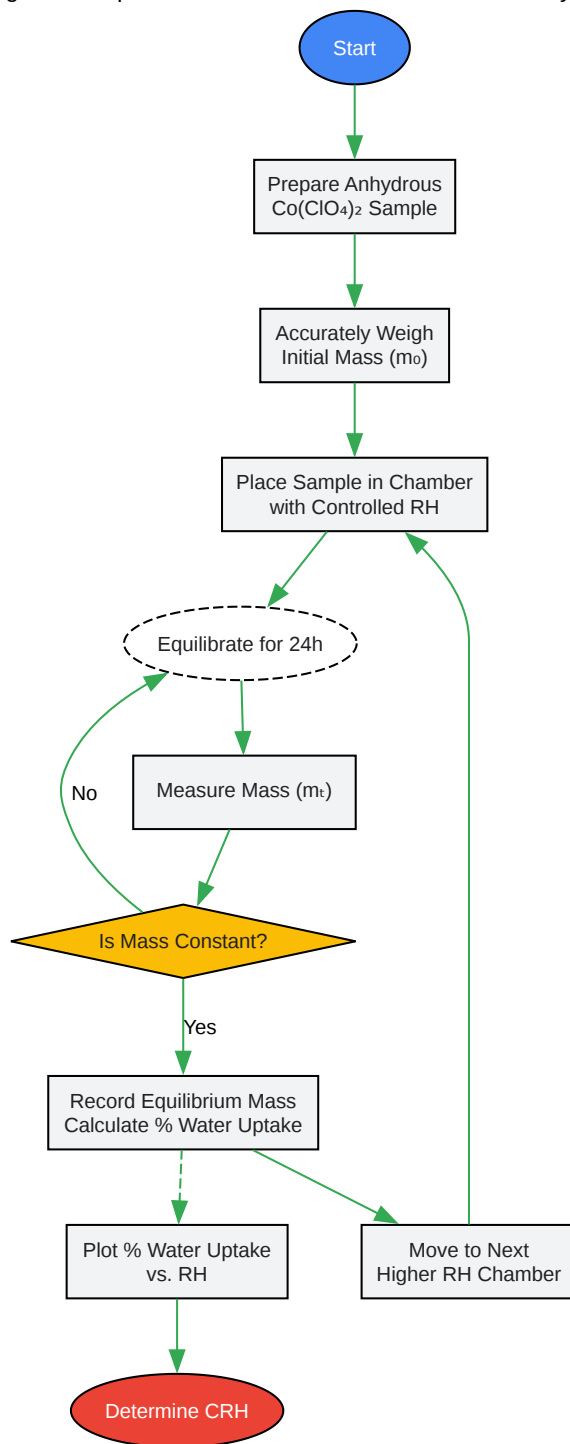 Start
Prepare Anhydrous
Co(ClO₄)₂ Sample
Accurately Weigh
Initial Mass (m₀)
Place Sample in Chamber
with Controlled RH
Equilibrate for 24h
Measure Mass (mₜ)
No
Is Mass Constant?
Yes
Record Equilibrium Mass
Calculate % Water Uptake
Plot % Water Uptake
vs. RH
Move to Next
Higher RH Chamber
Determine CRH